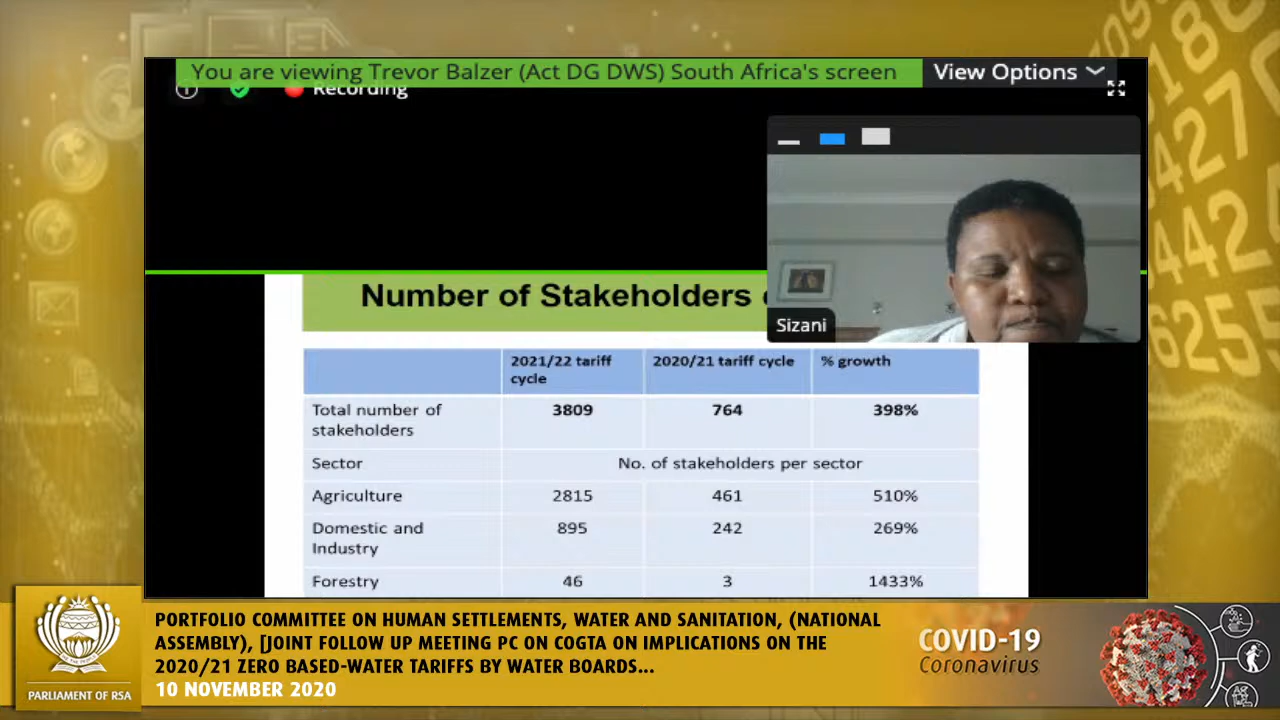 You are viewing Trevor Balzer (Act DG DWS) South Africa's screen
View Options
Recording
Sizani
Number of Stakeholders
2021/22 tariff cycle
2020/21 tariff cycle
% growth
Total number of stakeholders
3809
764
398%
Sector
No. of stakeholders per sector
Agriculture
2815
461
510%
Domestic and Industry
895
242
269%
Forestry
46
3
1433%
PORTFOLIO COMMITTEE ON HUMAN SETTLEMENTS, WATER AND SANITATION, (NATIONAL
ASSEMBLY), [JOINT FOLLOW UP MEETING PC ON COGTA ON IMPLICATIONS ON THE
2020/21 ZERO BASED-WATER TARIFFS BY WATER BOARDS...
10 NOVEMBER 2020
PARLIAMENT OF RSA
COVID-19
Coronavirus